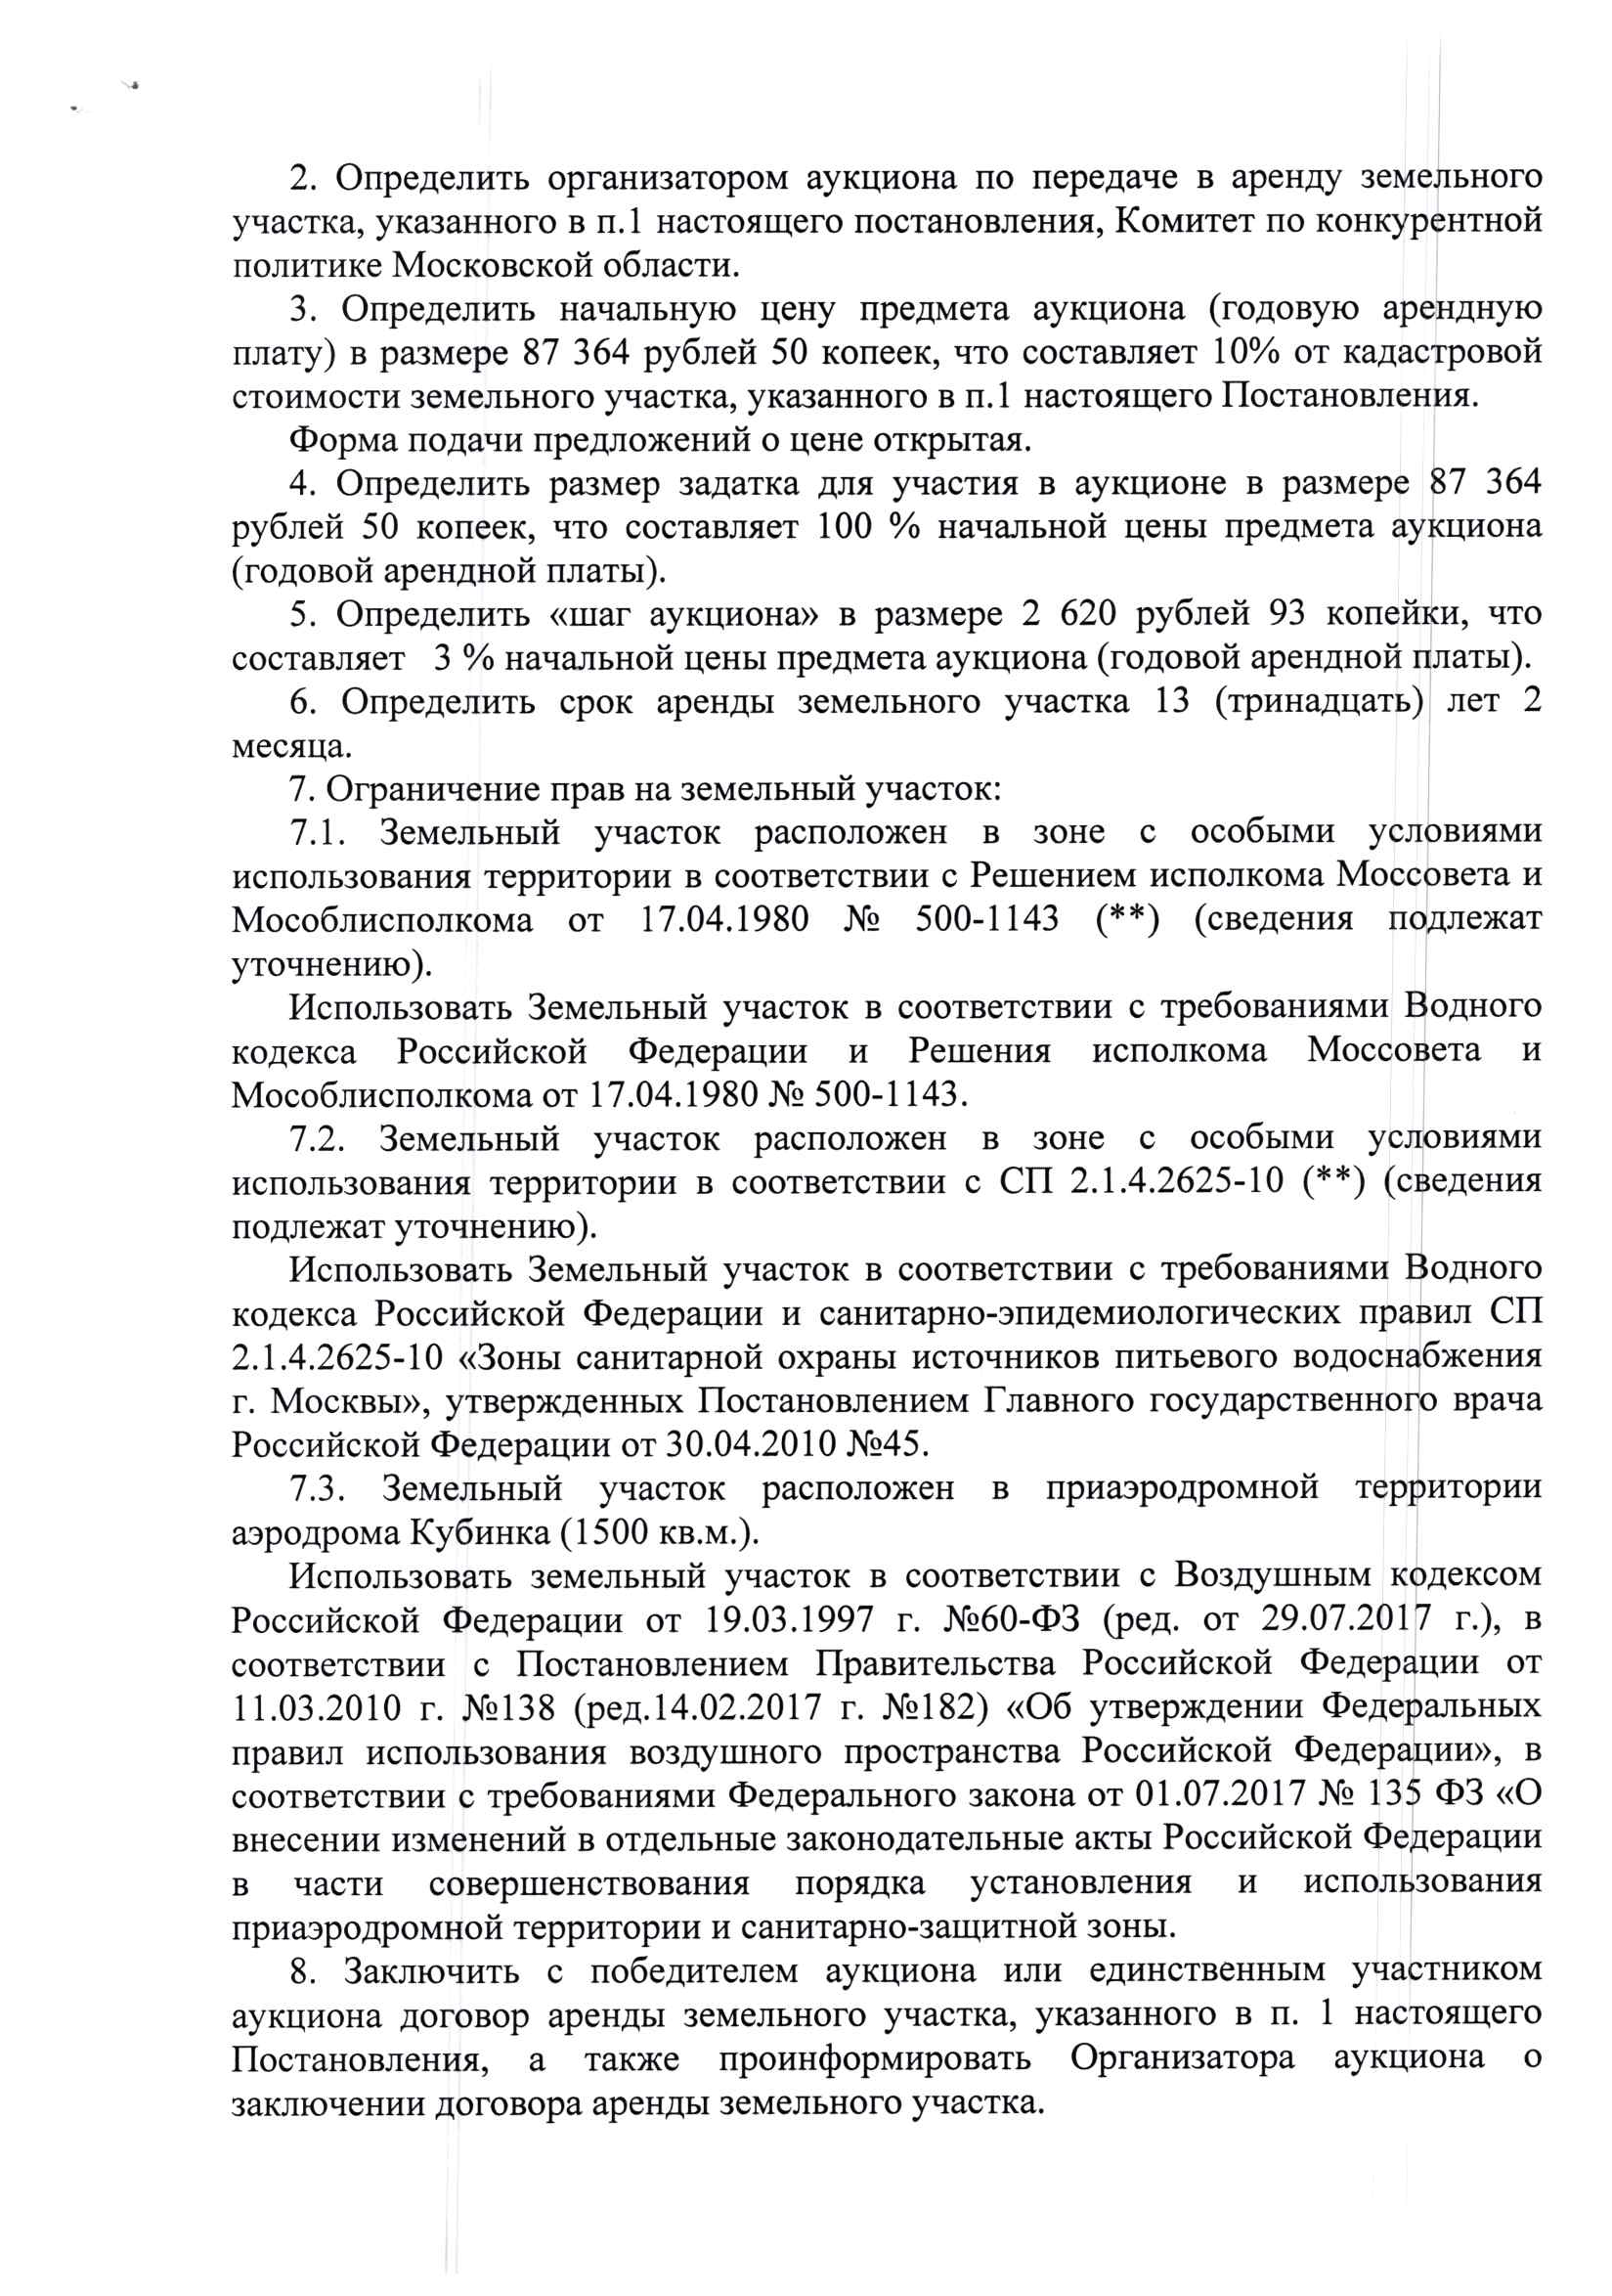 2. Определить организатором аукциона по передаче в аренду земельного
участка, указанного в п.1 настоящего постановления, Комитет по конкурентной
политике Московской области.
3. Определить начальную цену предмета аукциона (годовую арендную
плату) в размере 87 364 рублей 50 копеек, что составляет 10% от кадастровой
стоимости земельного участка, указанного в п.1 настоящего Постановления.
Форма подачи предложений о цене открытая.
4. Определить размер задатка для участия в аукционе в размере 87 364
рублей 50 копеек, что составляет 100 % начальной цены предмета аукциона
(годовой арендной платы).
5. Определить «шаг аукциона» в размере 2 620 рублей 93 копейки, что
составляет 3 % начальной цены предмета аукциона (годовой арендной платы).
6. Определить срок аренды земельного участка 13 (тринадцать) лет 2
месяца.
7. Ограничение прав на земельный участок:
7.1. Земельный участок расположен в зоне с особыми условиями
использования территории в соответствии с Решением исполкома Моссовета и
Мособлисполкома от 17.04.1980 № 500-1143 (**) (сведения подлежат
уточнению).
Использовать Земельный участок в соответствии с требованиями Водного
кодекса Российской Федерации и Решения исполкома Моссовета и
Мособлисполкома от 17.04.1980 № 500-1143.
7.2. Земельный участок расположен в зоне с особыми условиями
использования территории в соответствии с СП 2.1.4.2625-10 (**) (сведения
подлежат уточнению).
Использовать Земельный участок в соответствии с требованиями Водного
кодекса Российской Федерации и санитарно-эпидемиологических правил СП
2.1.4.2625-10 «Зоны санитарной охраны источников питьевого водоснабжения
г. Москвы», утвержденных Постановлением Главного государственного врача
Российской Федерации от 30.04.2010 №45.
7.3. Земельный участок расположен в приаэродромной территории
аэродрома Кубинка (1500 кв.м.).
Использовать земельный участок в соответствии с Воздушным кодексом
Российской Федерации от 19.03.1997 г. №60-ФЗ (ред. от 29.07.2017 г.), в
соответствии с Постановлением Правительства Российской Федерации от
11.03.2010 г. №138 (ред.14.02.2017 г. №182) «Об утверждении Федеральных
правил использования воздушного пространства Российской Федерации», в
соответствии с требованиями Федерального закона от 01.07.2017 № 135 ФЗ «О
внесении изменений в отдельные законодательные акты Российской Федерации
в части совершенствования порядка установления и использования
приаэродромной территории и санитарно-защитной зоны.
8. Заключить с победителем аукциона или единственным участником
аукциона договор аренды земельного участка, указанного в п. 1 настоящего
Постановления, а также проинформировать Организатора аукциона о
заключении договора аренды земельного участка.